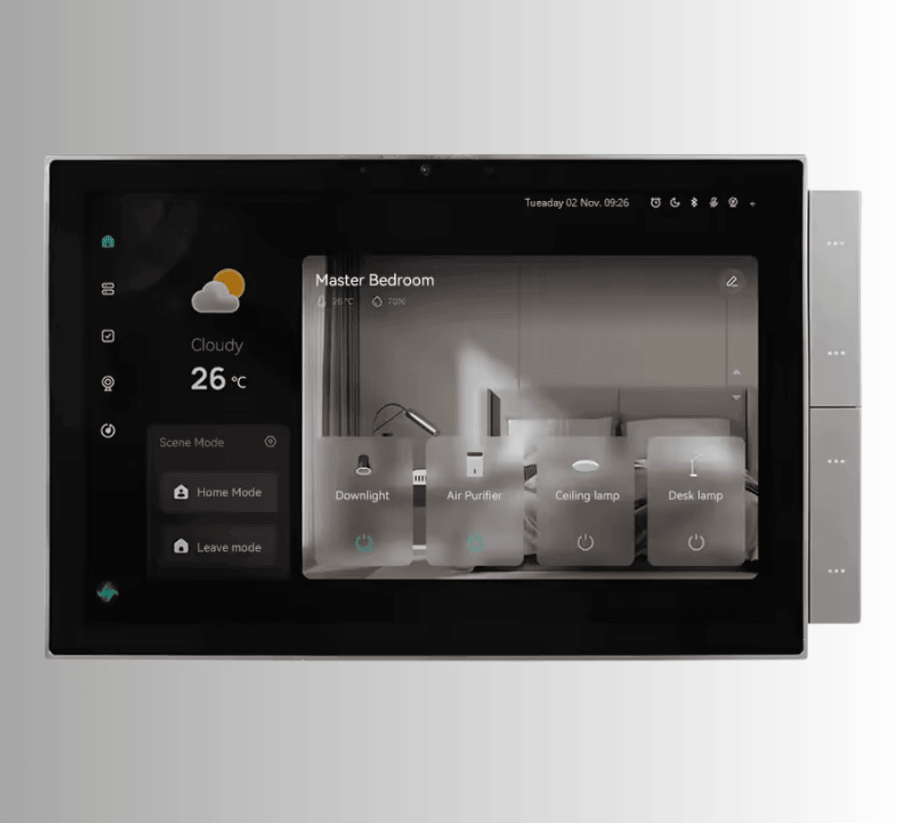 Tueaday 02 Nov. 09:26
Master Bedroom
26°C 70%
Cloudy
26 °C
Scene Mode
Home Mode
Leave mode
Downlight
Air Purifier
Ceiling lamp
Desk lamp